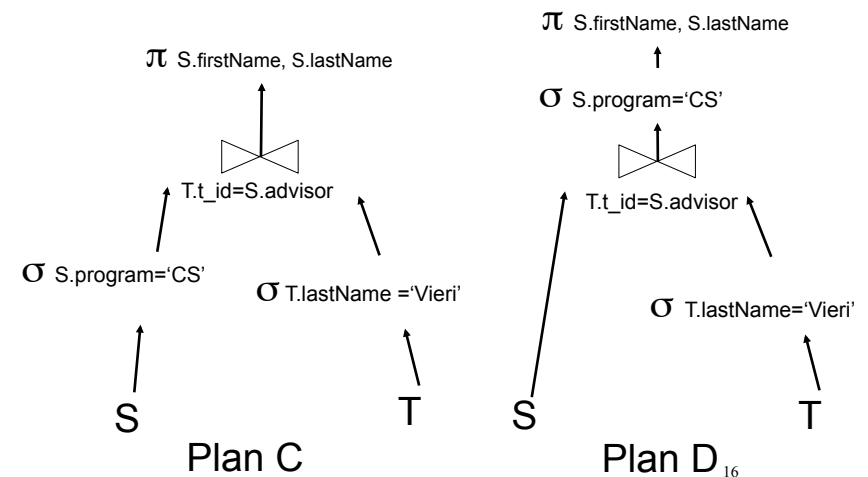 π S.firstName, S.lastName
T.t_id=S.advisor
σ S.program=‘CS’
σ T.lastName =‘Vieri’
S
T
Plan C
π S.firstName, S.lastName
σ S.program=‘CS’
T.t_id=S.advisor
σ T.lastName=‘Vieri’
S
T
Plan D 16